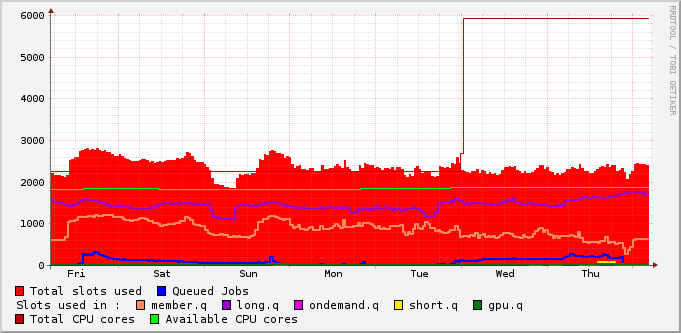 6000
5000
4000
3000
2000
1000
0
Fri Sat Sun Mon Tue Wed Thu
RRDTOOL / TOBI OETIKER
Total slots used Queued Jobs
Slots used in : member.q long.q ondemand.q short.q gpu.q
Total CPU cores Available CPU cores